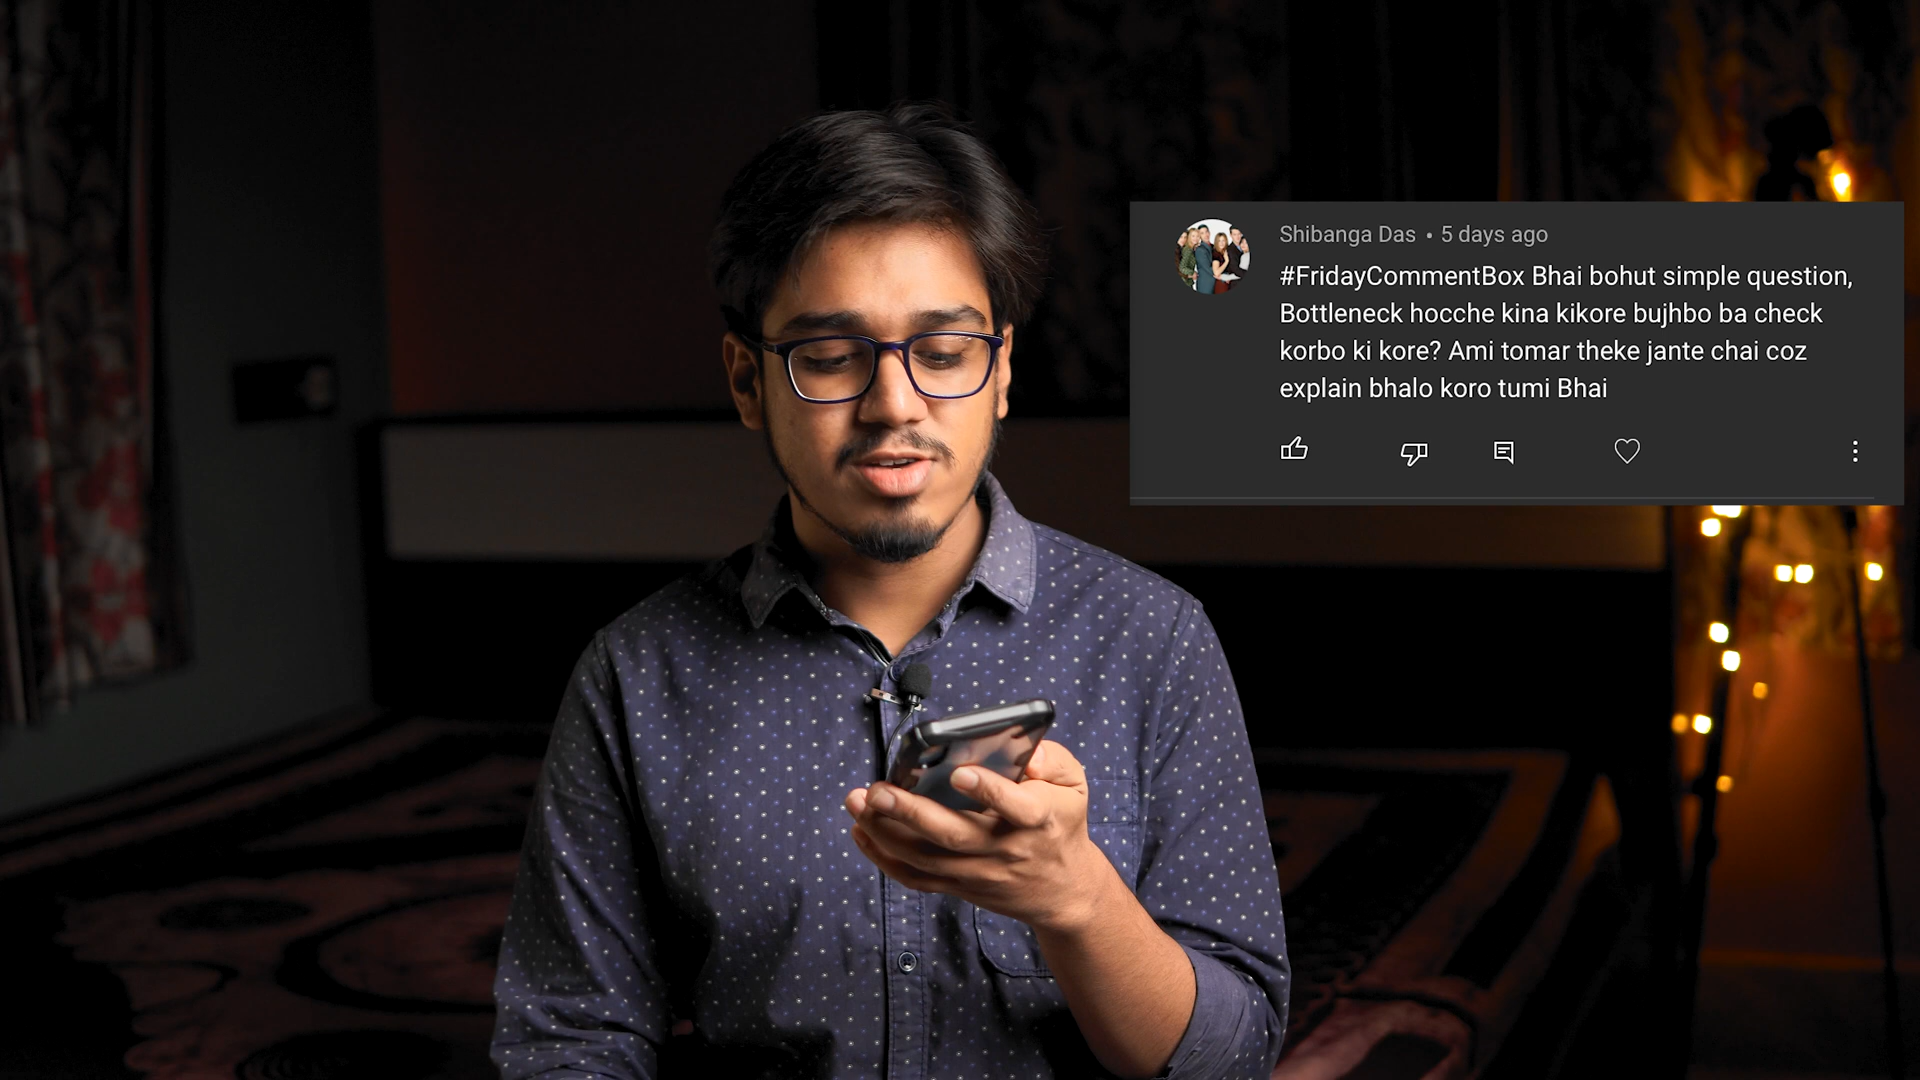 Shibanga Das • 5 days ago
#FridayCommentBox Bhai bohut simple question,
Bottleneck hocche kina kikore bujhbo ba check
korbo ki kore? Ami tomar theke jante chai coz
explain bhalo koro tumi Bhai